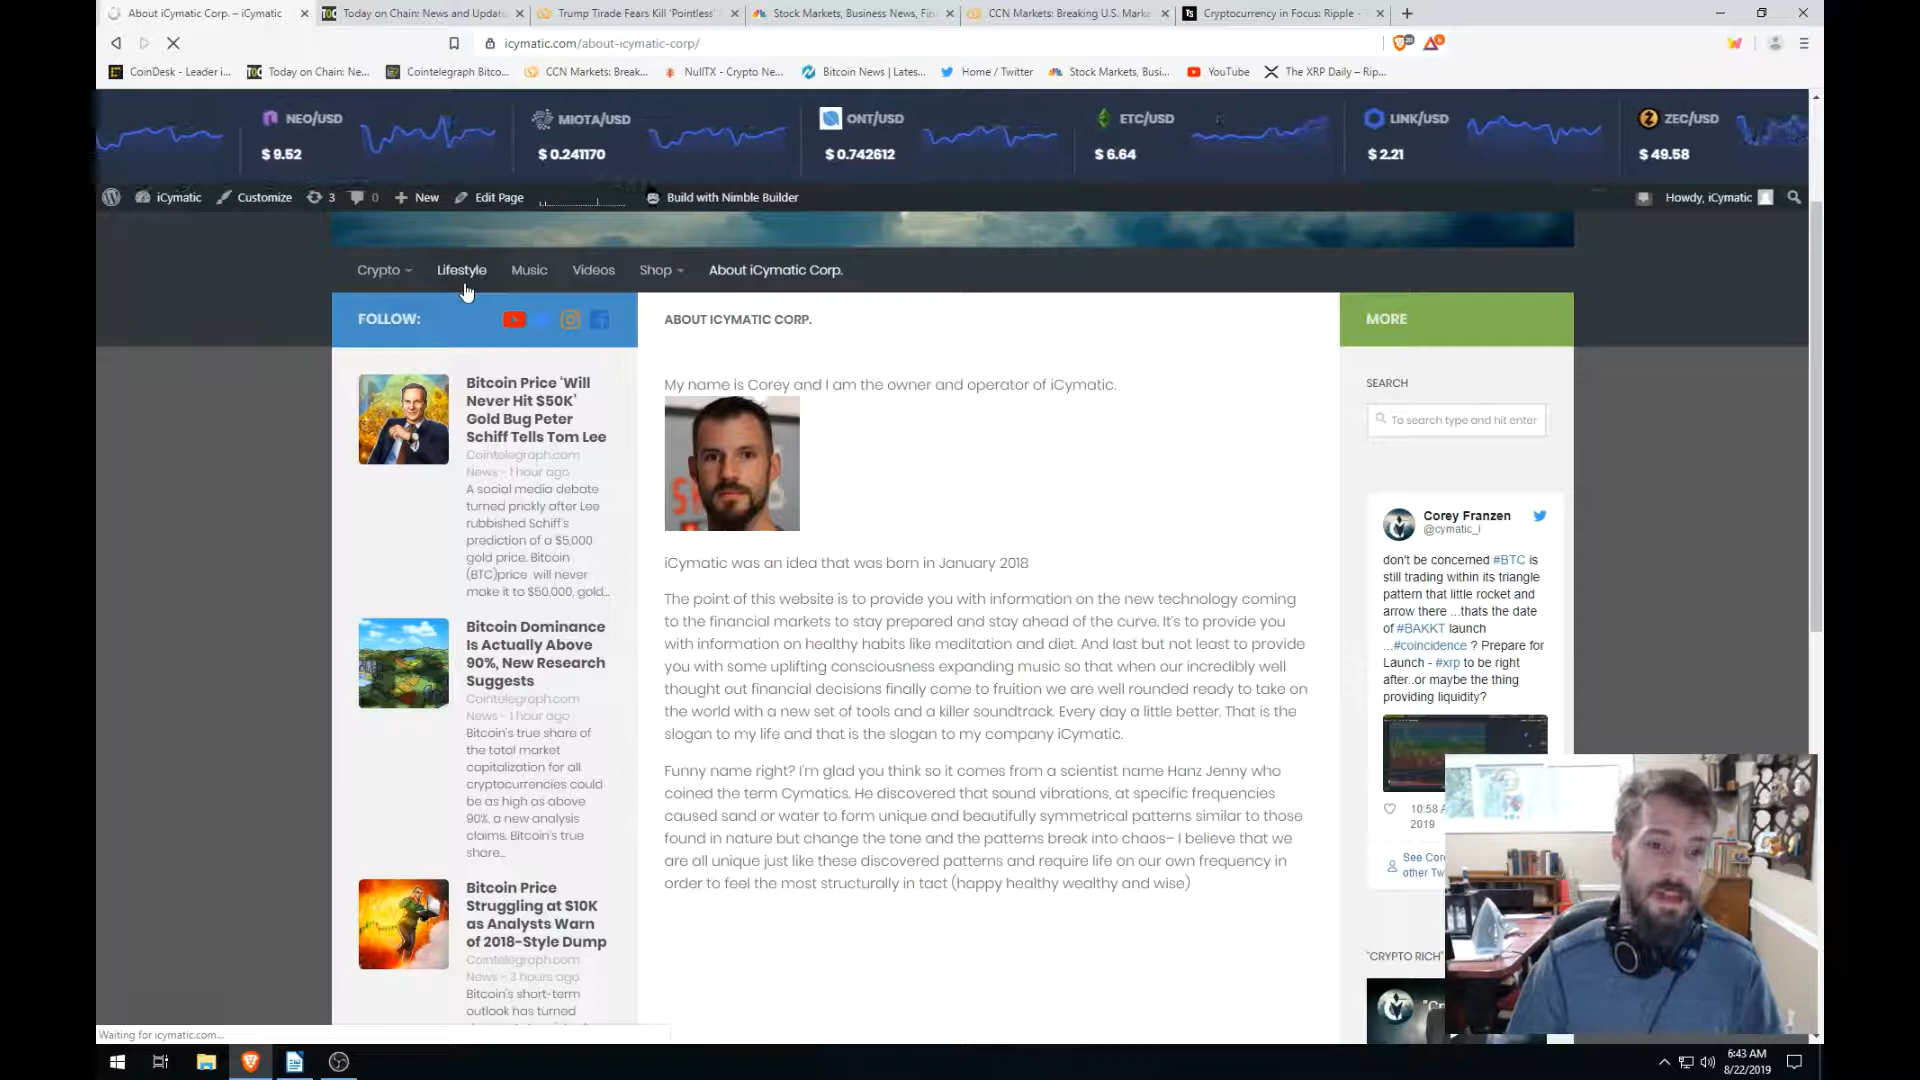 About iCymatic Corp. – iCymatic
Today on Chain: News and Updat
Trump Tirade Fears Kill 'Pointless'
Stock Markets, Business News, Fin
CCN Markets: Breaking U.S. Mark
Cryptocurrency in Focus: Ripple -
icymatic.com/about-icymatic-corp/
CoinDesk - Leader i...
Today on Chain: Ne...
Cointelegraph Bitco...
CCN Markets: Break...
NullTX - Crypto Ne...
Bitcoin News | Lates...
Home / Twitter
Stock Markets, Busi...
YouTube
The XRP Daily – Rip...
NEO/USD
$ 9.52
MIOTA/USD
$ 0.241170
ONT/USD
$ 0.742612
ETC/USD
$ 6.64
LINK/USD
$ 2.21
ZEC/USD
$ 49.58
iCymatic
Customize
3
0
New
Edit Page
Build with Nimble Builder
Howdy, iCymatic
Crypto
Lifestyle
Music
Videos
Shop
About iCymatic Corp.
FOLLOW:
Bitcoin Price 'Will
Never Hit $50K'
Gold Bug Peter
Schiff Tells Tom Lee
Cointelegraph.com
News - 1 hour ago
A social media debate
turned prickly after Lee
rubbished Schiff's
prediction of a $5,000
gold price. Bitcoin
(BTC)price will never
make it to $50,000, gold...
Bitcoin Dominance
Is Actually Above
90%, New Research
Suggests
Cointelegraph.com
News - 1 hour ago
Bitcoin's true share of
the total market
capitalization for all
cryptocurrencies could
be as high as above
90%, a new analysis
claims. Bitcoin's true
share...
Bitcoin Price
Struggling at $10K
as Analysts Warn
of 2018-Style Dump
Cointelegraph.com
News - 3 hours ago
Bitcoin's short-term
outlook has turned
ABOUT ICYMATIC CORP.
My name is Corey and I am the owner and operator of iCymatic.
iCymatic was an idea that was born in January 2018
The point of this website is to provide you with information on the new technology coming
to the financial markets to stay prepared and stay ahead of the curve. It's to provide you
with information on healthy habits like meditation and diet. And last but not least to provide
you with some uplifting consciousness expanding music so that when our incredibly well
thought out financial decisions finally come to fruition we are well rounded ready to take on
the world with a new set of tools and a killer soundtrack. Every day a little better. That is the
slogan to my life and that is the slogan to my company iCymatic.
Funny name right? I'm glad you think so it comes from a scientist name Hanz Jenny who
coined the term Cymatics. He discovered that sound vibrations, at specific frequencies
caused sand or water to form unique and beautifully symmetrical patterns similar to those
found in nature but change the tone and the patterns break into chaos– I believe that we
are all unique just like these discovered patterns and require life on our own frequency in
order to feel the most structurally in tact (happy healthy wealthy and wise)
MORE
SEARCH
To search type and hit enter
Corey Franzen
@cymatic_i
don't be concerned #BTC is
still trading within its triangle
pattern that little rocket and
arrow there ...thats the date
of #BAKKT launch
...#coincidence ? Prepare for
Launch - #xrp to be right
after..or maybe the thing
providing liquidity?
10:58
2019
See Cor
other Tw
"CRYPTO RICH"
Waiting for icymatic.com...
6:43 AM
8/22/2019